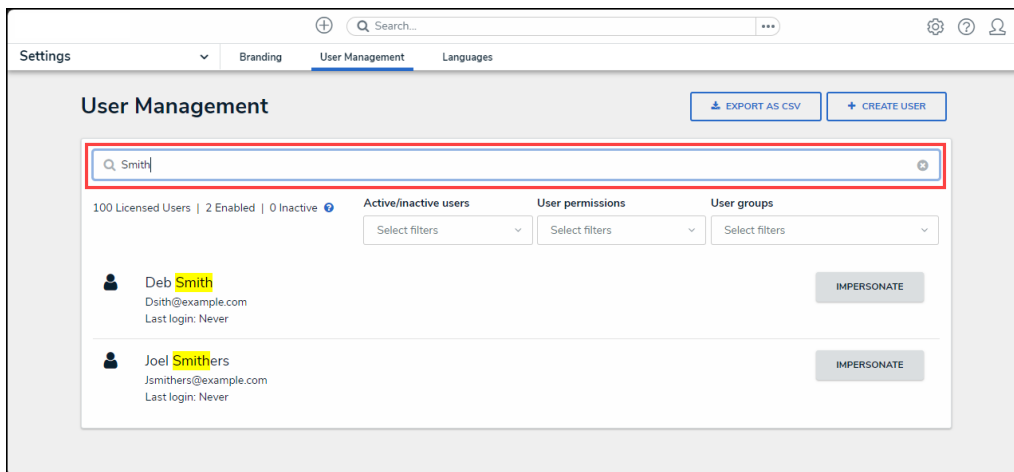 Search...
Settings Branding User Management Languages
User Management EXPORT AS CSV + CREATE USER
Smith
100 Licensed Users | 2 Enabled | 0 Inactive ?
Active/inactive users User permissions User groups
Select filters Select filters Select filters
Deb Smith IMPERSONATE
Dsith@example.com
Last login: Never
Joel Smithers IMPERSONATE
Jsmithers@example.com
Last login: Never